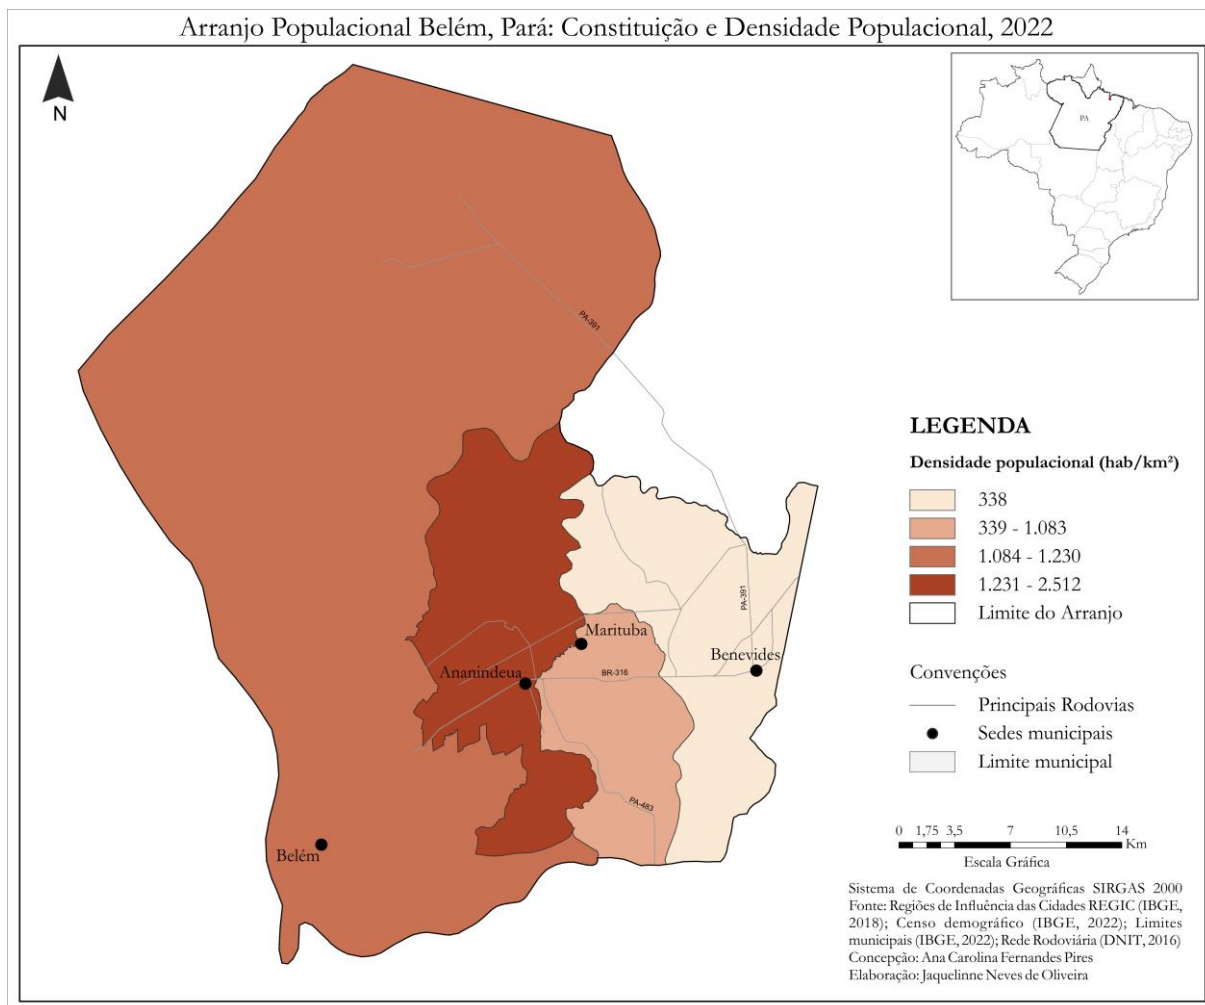 Arranjo Populacional Belém, Pará: Constituição e Densidade Populacional, 2022
N
PA
PA-391
LEGENDA
Densidade populacional (hab/km²)
338
339 - 1.083
1.084 - 1.230
1.231 - 2.512
Limite do Arranjo
PA-391
Marituba
Benevides
Ananindeua
BR-316
Convenções
Principais Rodovias
Sedes municipais
Limite municipal
PA-483
Belém
0 1,75 3,5 7 10,5 14
Km
Escala Gráfica
Sistema de Coordenadas Geográficas SIRGAS 2000
Fonte: Regiões de Influência das Cidades REGIC (IBGE,
2018); Censo demográfico (IBGE, 2022); Limites
municipais (IBGE, 2022); Rede Rodoviária (DNIT, 2016)
Concepção: Ana Carolina Fernandes Pires
Elaboração: Jaquelinne Neves de Oliveira